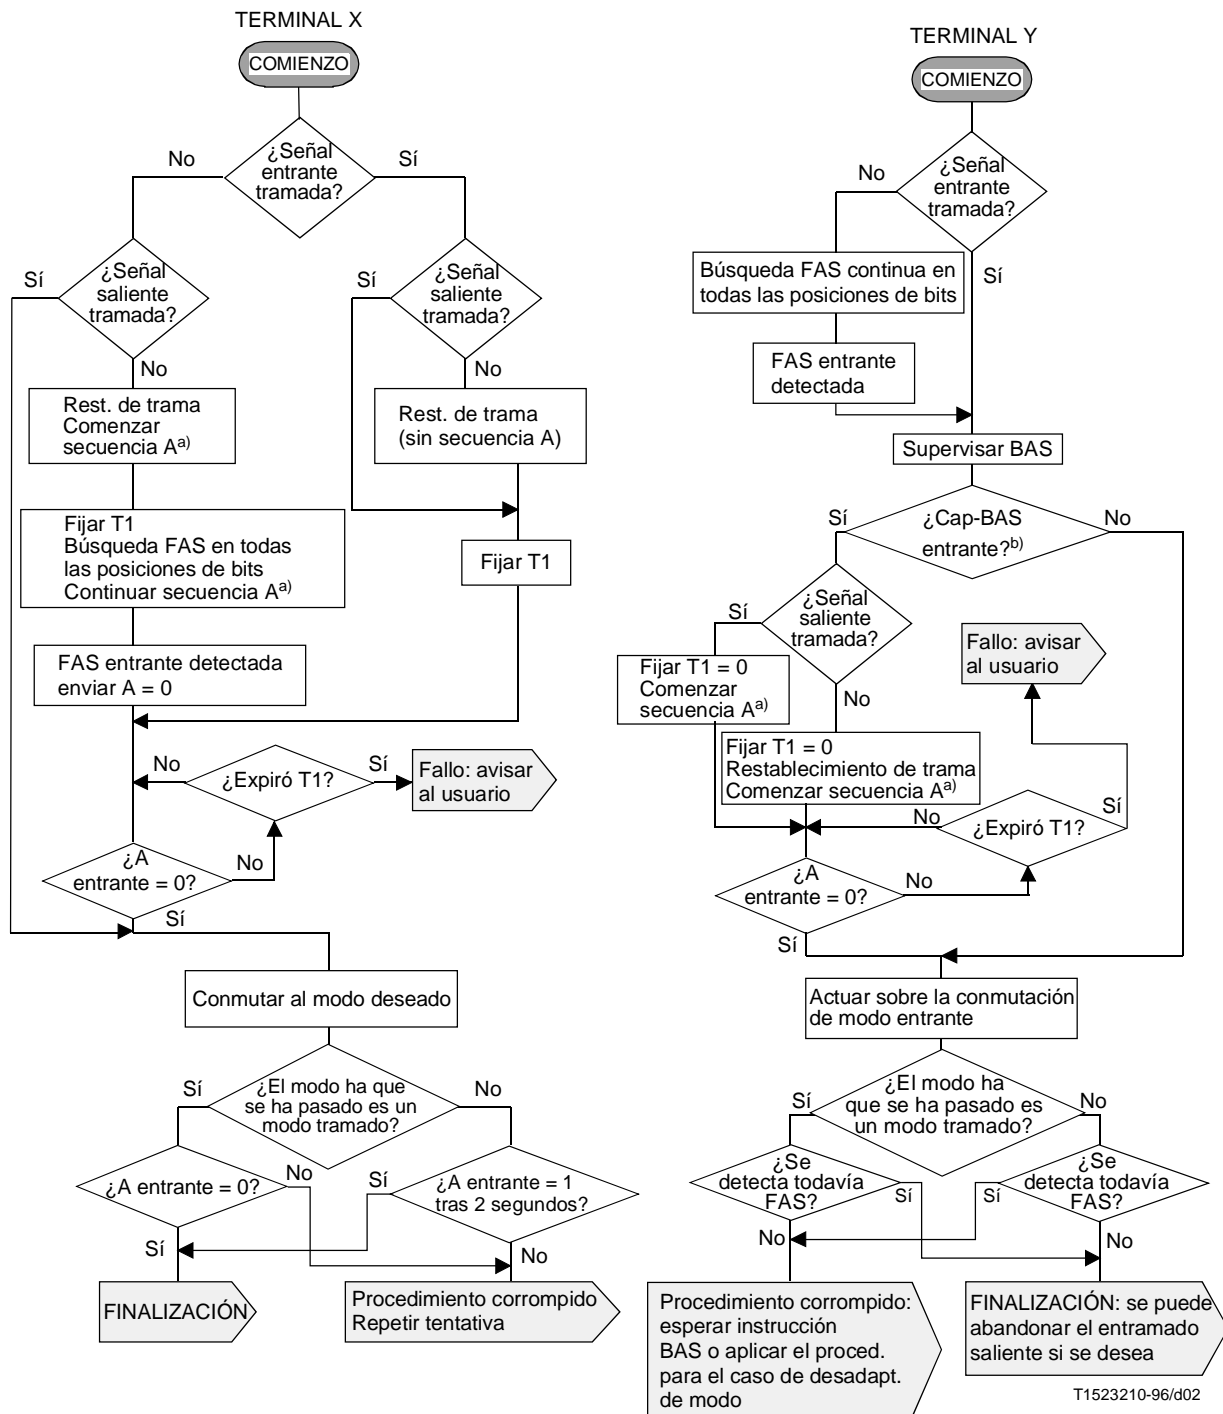 TERMINAL X
COMIENZO
¿Señal
entrante
tramada?
No
Sí
¿Señal
saliente
tramada?
Sí
No
Rest. de trama
Comenzar
secuencia Aa)
Fijar T1
Búsqueda FAS en todas
las posiciones de bits
Continuar secuencia Aa)
FAS entrante detectada
enviar A = 0
¿Señal
saliente
tramada?
Sí
No
Rest. de trama
(sin secuencia A)
Fijar T1
No
¿Expiró T1?
Sí
Fallo: avisar
al usuario
¿A
entrante = 0?
No
Sí
Conmutar al modo deseado
¿El modo ha que
se ha pasado es un
modo tramado?
Sí
No
¿A entrante = 0?
No
Sí
¿A entrante = 1
tras 2 segundos?
Sí
No
FINALIZACIÓN
Procedimiento corrompido
Repetir tentativa
TERMINAL Y
COMIENZO
¿Señal
entrante
tramada?
No
Sí
Búsqueda FAS continua en
todas las posiciones de bits
FAS entrante
detectada
Supervisar BAS
¿Cap-BAS
entrante?b)
Sí
No
¿Señal
saliente
tramada?
Sí
No
Fijar T1 = 0
Comenzar
secuencia Aa)
Fijar T1 = 0
Restablecimiento de trama
Comenzar secuencia Aa)
Fallo: avisar
al usuario
No
¿Expiró T1?
Sí
¿A
entrante = 0?
No
Sí
Actuar sobre la conmutación
de modo entrante
¿El modo ha
que se ha pasado es
un modo tramado?
Sí
No
¿Se
detecta todavía
FAS?
Sí
No
¿Se
detecta todavía
FAS?
Sí
No
Procedimiento corrompido:
esperar instrucción
BAS o aplicar el proced.
para el caso de desadapt.
de modo
FINALIZACIÓN: se puede
abandonar el entramado
saliente si se desea
T1523210-96/d02